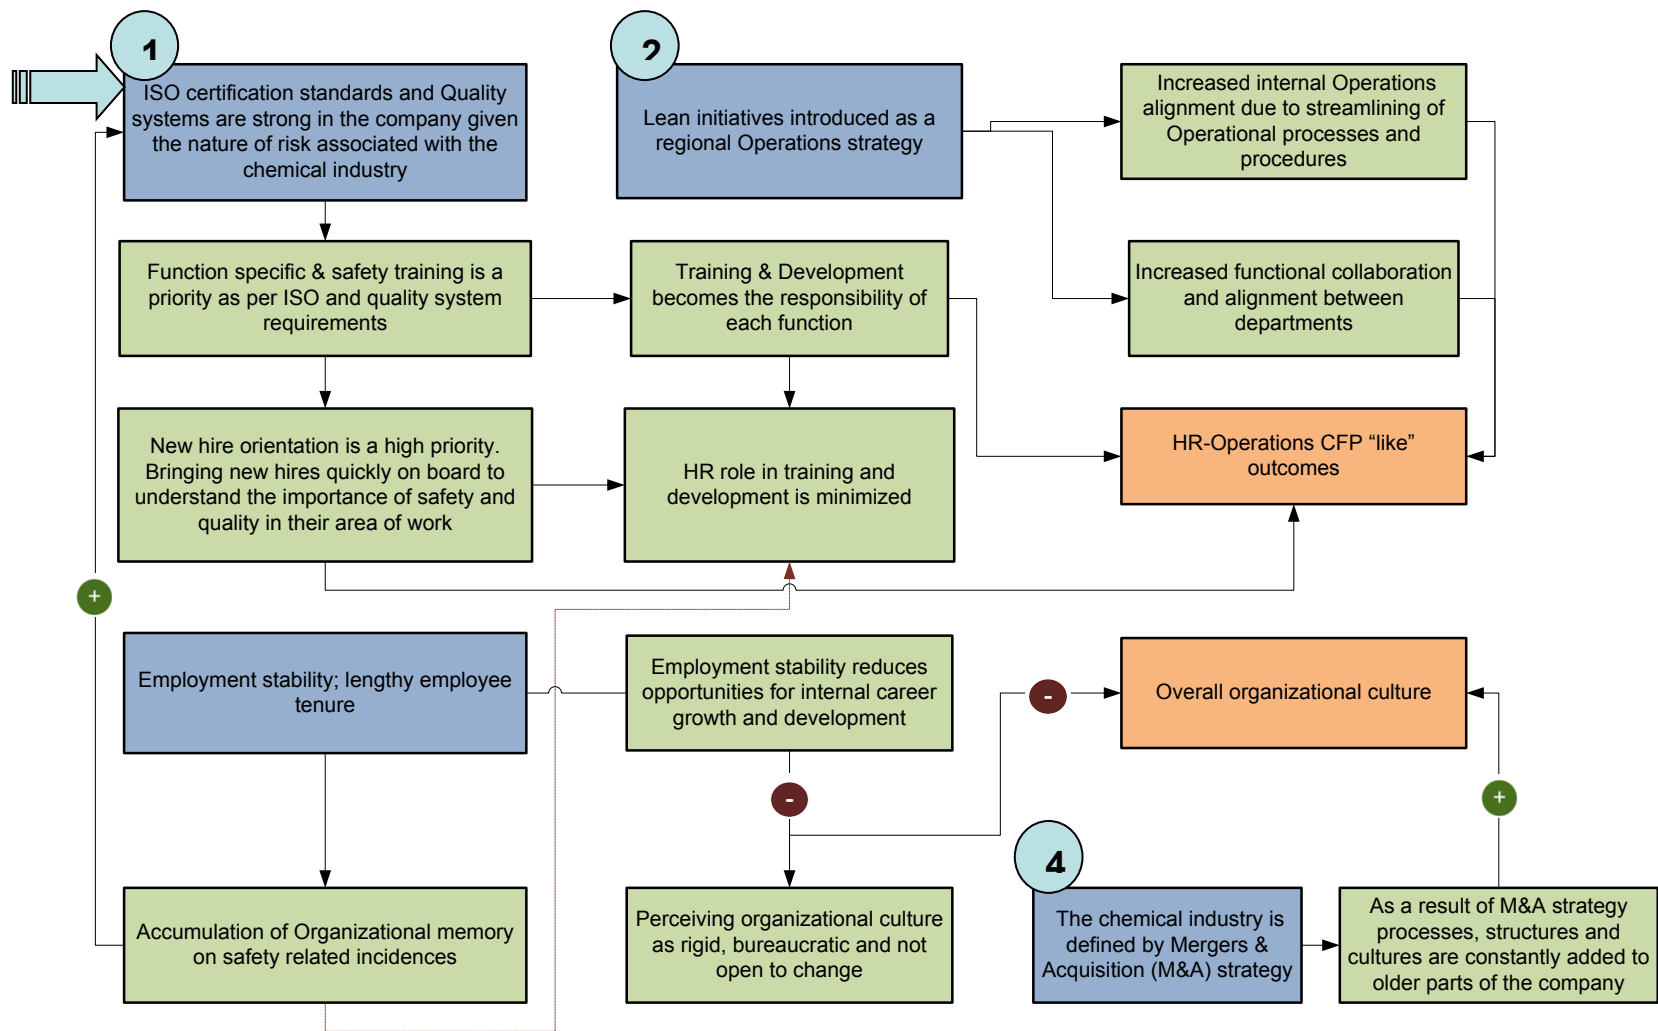 1
ISO certification standards and Quality
systems are strong in the company given
the nature of risk associated with the
chemical industry
2
Lean initiatives introduced as a
regional Operations strategy
Increased internal Operations
alignment due to streamlining of
Operational processes and
procedures
Function specific & safety training is a
priority as per ISO and quality system
requirements
Training & Development
becomes the responsibility of
each function
Increased functional collaboration
and alignment between
departments
New hire orientation is a high priority.
Bringing new hires quickly on board to
understand the importance of safety and
quality in their area of work
HR role in training and
development is minimized
HR-Operations CFP “like”
outcomes
+
Employment stability; lengthy employee
tenure
Employment stability reduces
opportunities for internal career
growth and development
-
Overall organizational culture
-
+
4
Accumulation of Organizational memory
on safety related incidences
Perceiving organizational culture
as rigid, bureaucratic and not
open to change
The chemical industry is
defined by Mergers &
Acquisition (M&A) strategy
As a result of M&A strategy
processes, structures and
cultures are constantly added to
older parts of the company